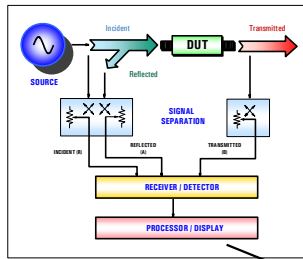 Incident
Transmitted
DUT
SOURCE
Reflected
SIGNAL
SEPARATION
INCIDENT (R)
REFLECTED
(A)
TRANSMITTED
(B)
RECEIVER / DETECTOR
PROCESSOR / DISPLAY